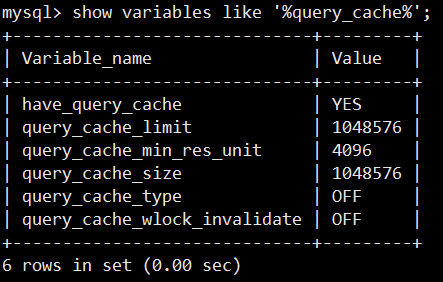 mysql> show variables like '%query_cache%';
+------------------------------+---------+
| Variable_name                | Value   |
+------------------------------+---------+
| have_query_cache             | YES     |
| query_cache_limit            | 1048576 |
| query_cache_min_res_unit     | 4096    |
| query_cache_size             | 1048576 |
| query_cache_type             | OFF     |
| query_cache_wlock_invalidate | OFF     |
+------------------------------+---------+
6 rows in set (0.00 sec)